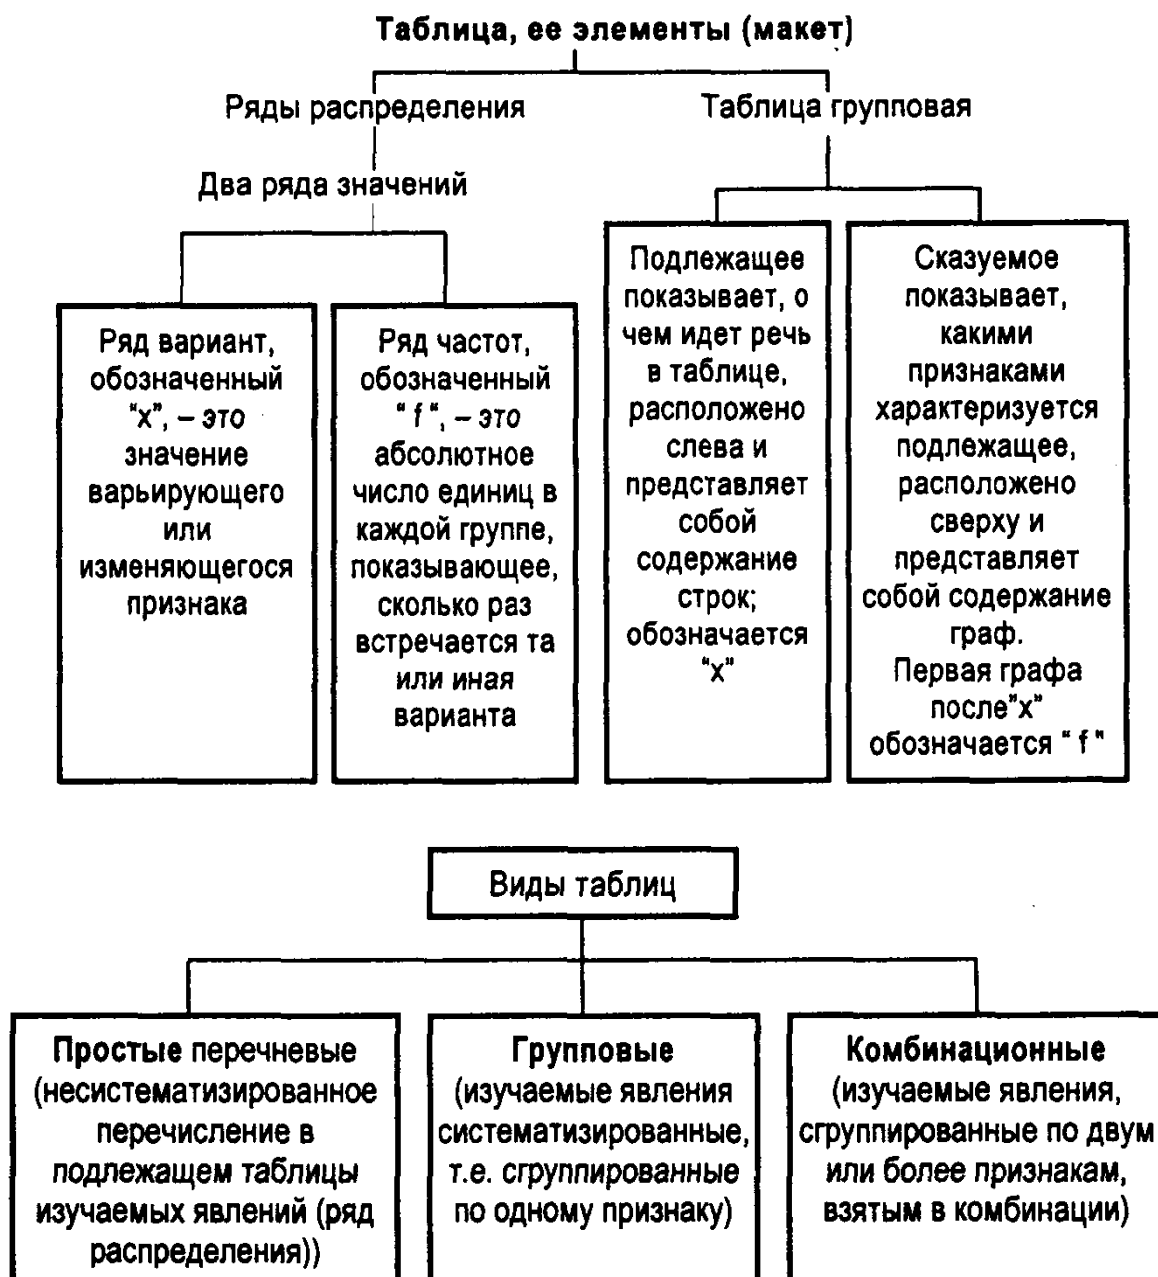 Таблица, ее элементы (макет)
Ряды распределения
Таблица групповая
Два ряда значений
Ряд вариант,
обозначенный
"x", – это
значение
варьирующего
или
изменяющегося
признака
Ряд частот,
обозначенный
" f ", – это
абсолютное
число единиц в
каждой группе,
показывающее,
сколько раз
встречается та
или иная
варианта
Подлежащее
показывает, о
чем идет речь
в таблице,
расположено
слева и
представляет
собой
содержание
строк;
обозначается
"x"
Сказуемое
показывает,
какими
признаками
характеризуется
подлежащее,
расположено
сверху и
представляет
собой содержание
граф.
Первая графа
после"x"
обозначается " f "
Виды таблиц
Простые перечневые
(несистематизированное
перечисление в
подлежащем таблицы
изучаемых явлений (ряд
распределения))
Групповые
(изучаемые явления
систематизированные,
т.е. сгруппированные
по одному признаку)
Комбинационные
(изучаемые явления,
сгруппированные по двум
или более признакам,
взятым в комбинации)